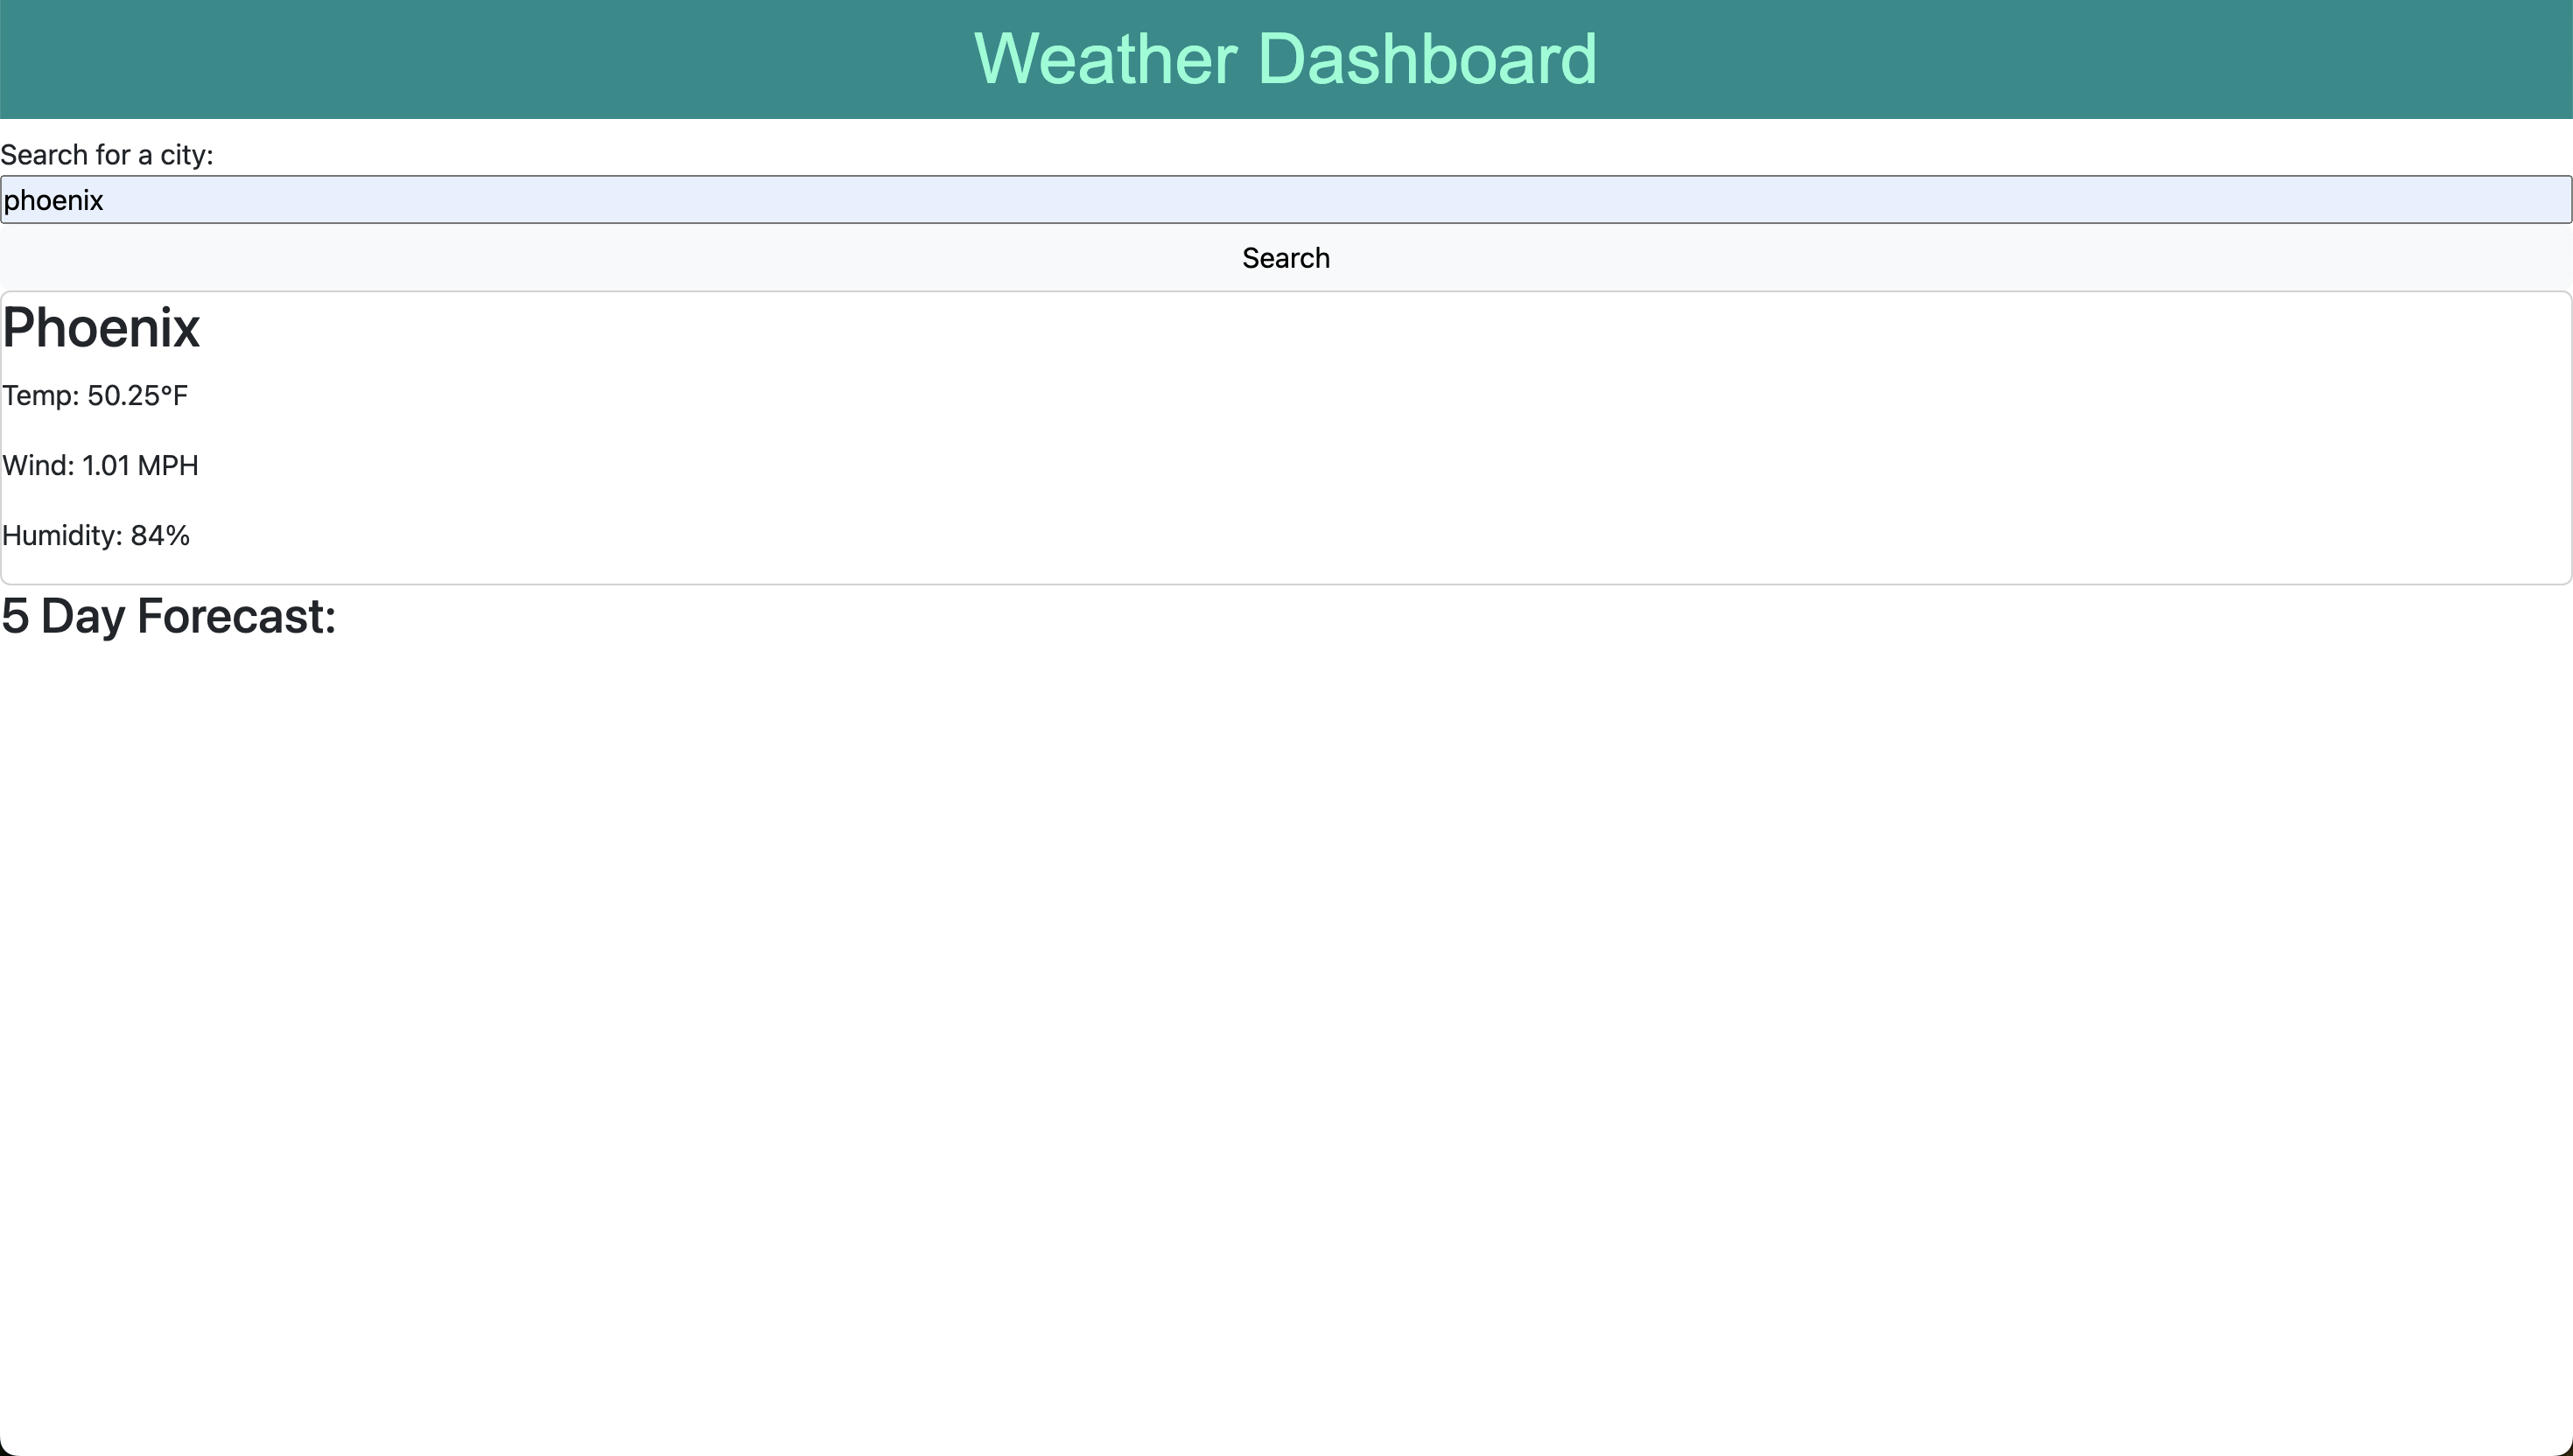 Weather Dashboard
Search for a city:
phoenix
Search
Phoenix
Temp: 50.25°F
Wind: 1.01 MPH
Humidity: 84%
5 Day Forecast: